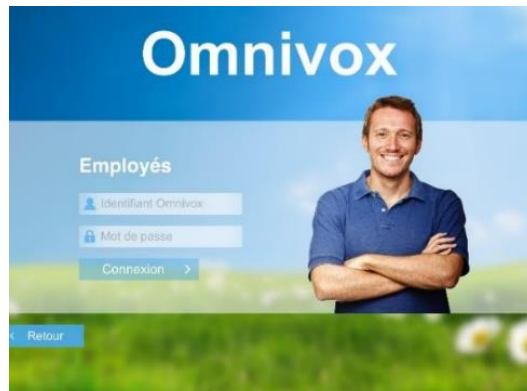 Omnivox
Employés
Identifiant Omnivox
Mot de passe
Connexion >
< Retour